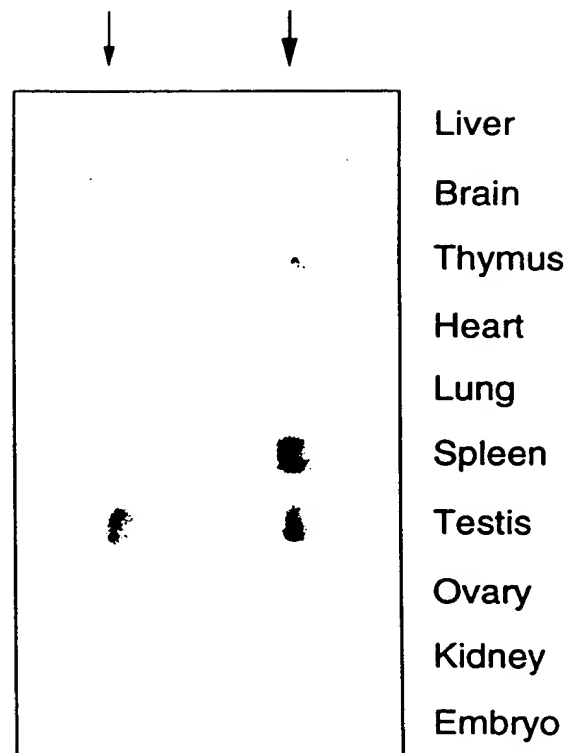 Liver
Brain
Thymus
Heart
Lung
Spleen
Testis
Ovary
Kidney
Embryo